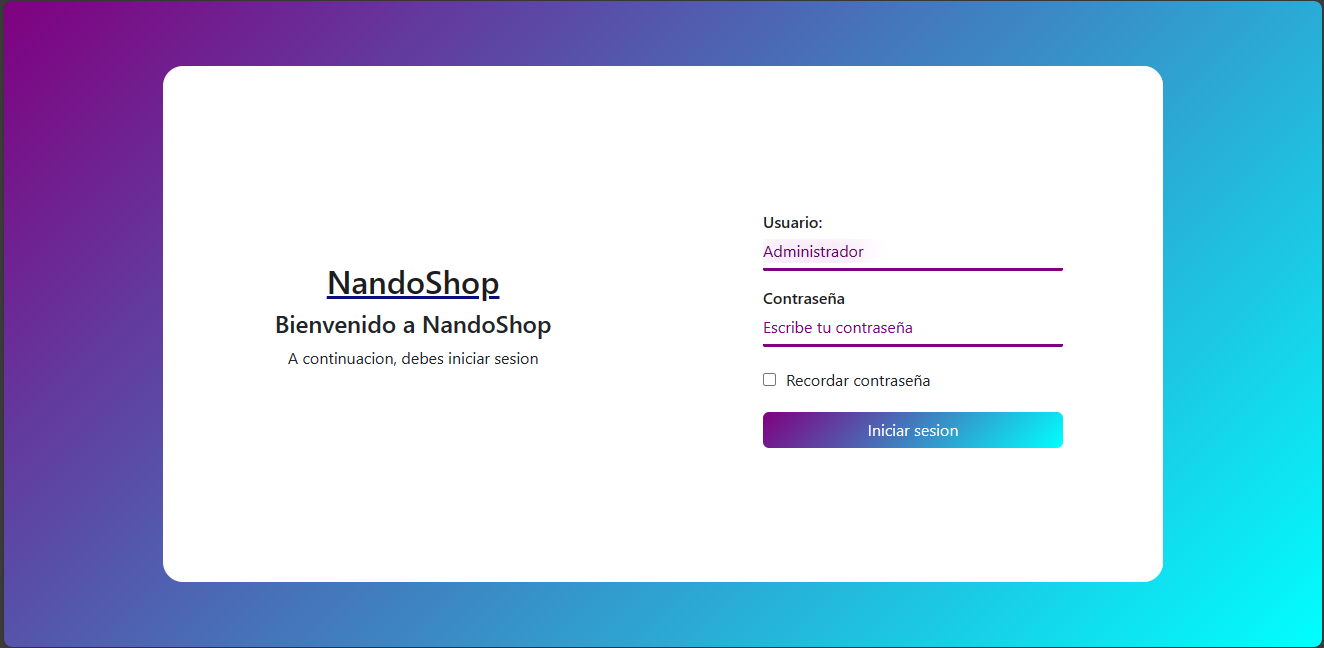 NandoShop
Bienvenido a NandoShop
A continuacion, debes iniciar sesion
Usuario:
Administrador
Contraseña
Escribe tu contraseña
Recordar contraseña
Iniciar sesion